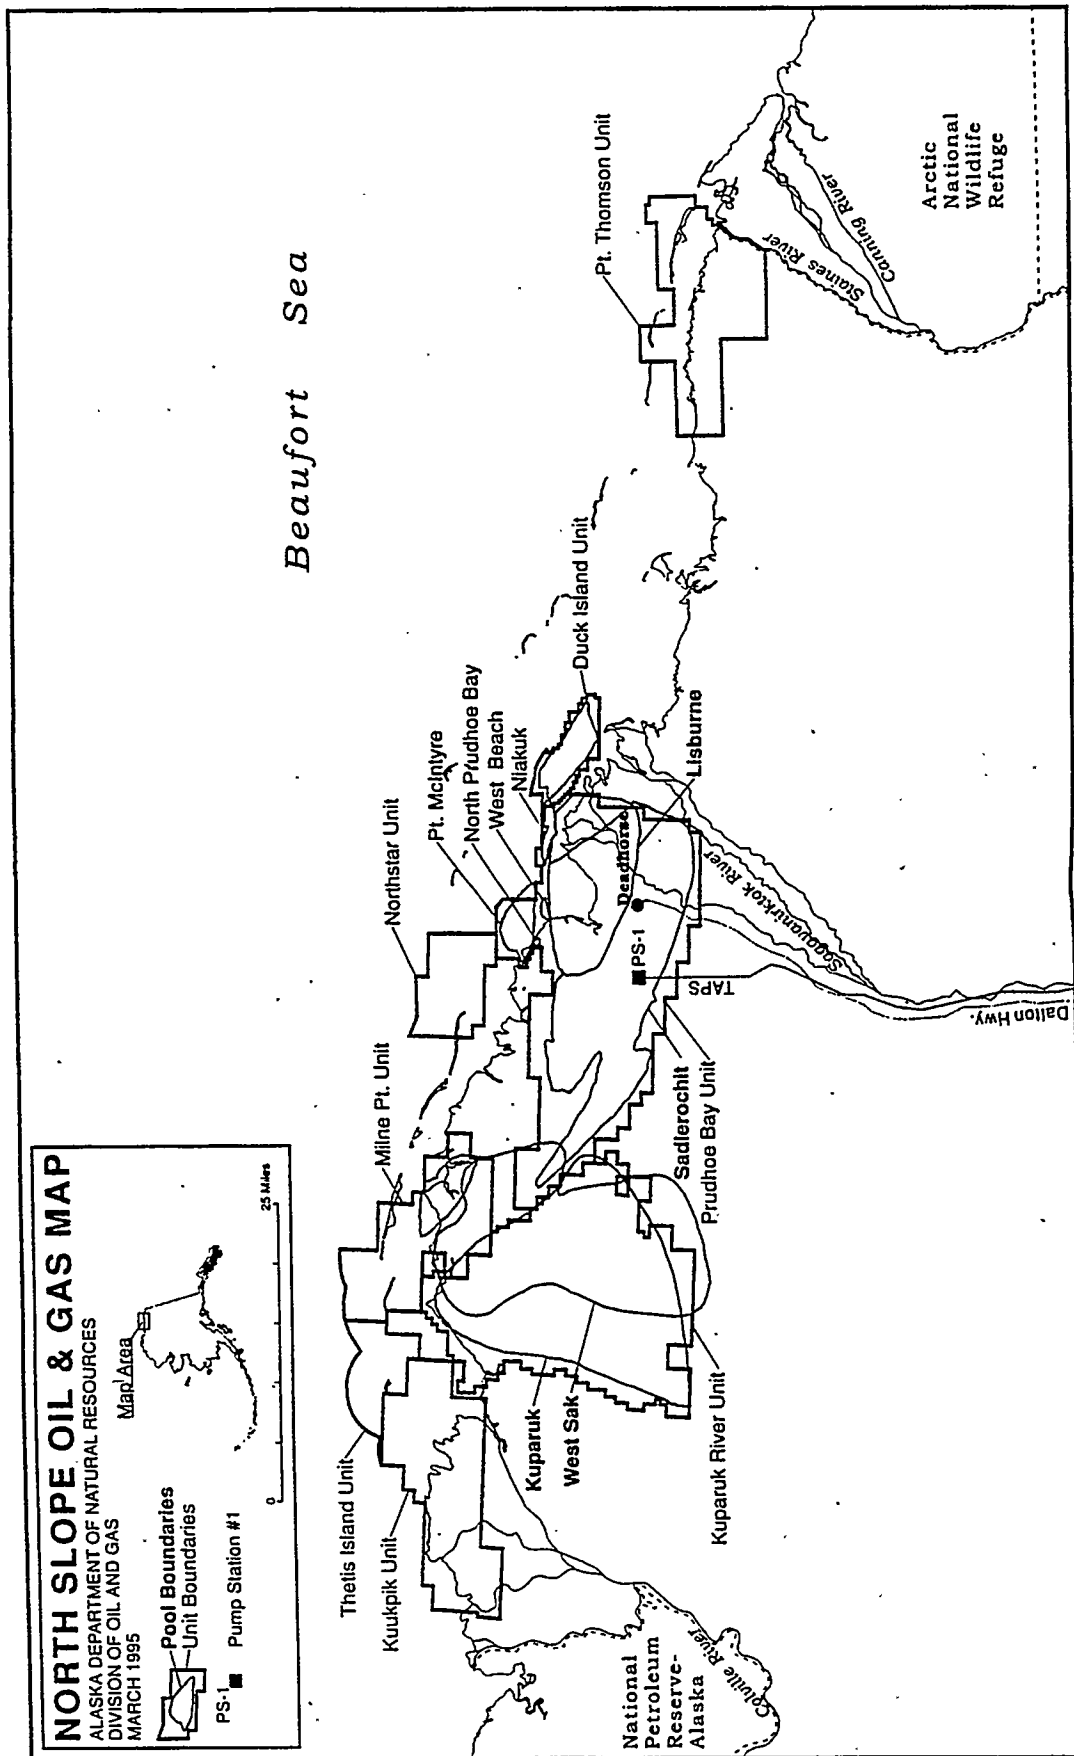 NORTH SLOPE OIL & GAS MAP
ALASKA DEPARTMENT OF NATURAL RESOURCES
DIVISION OF OIL AND GAS
MARCH 1995
Map Area
Pool Boundaries
Unit Boundaries
PS-1
Pump Station #1
0
25 Miles
Beaufort Sea
Thetis Island Unit
Kuukpik Unit
Milne Pt. Unit
Northstar Unit
Pt. McIntyre
North Prudhoe Bay
West Beach
Niakuk
Duck Island Unit
Pt. Thomson Unit
Kuparuk
West Sak
Kuparuk River Unit
Sadlerochit
Prudhoe Bay Unit
PS-1
TAPS
Deadhorse
Lisburne
Sagavanirktok River
Dalton Hwy.
Staines River
Canning River
Arctic
National
Wildlife
Refuge
National
Petroleum
Reserve-
Alaska
Colville River